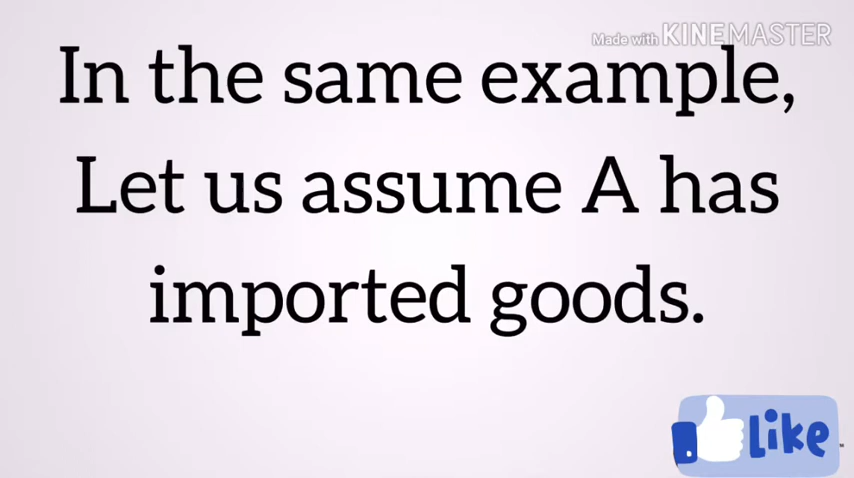 Made with KINEMASTER
In the same example,
Let us assume A has
imported goods.
Like